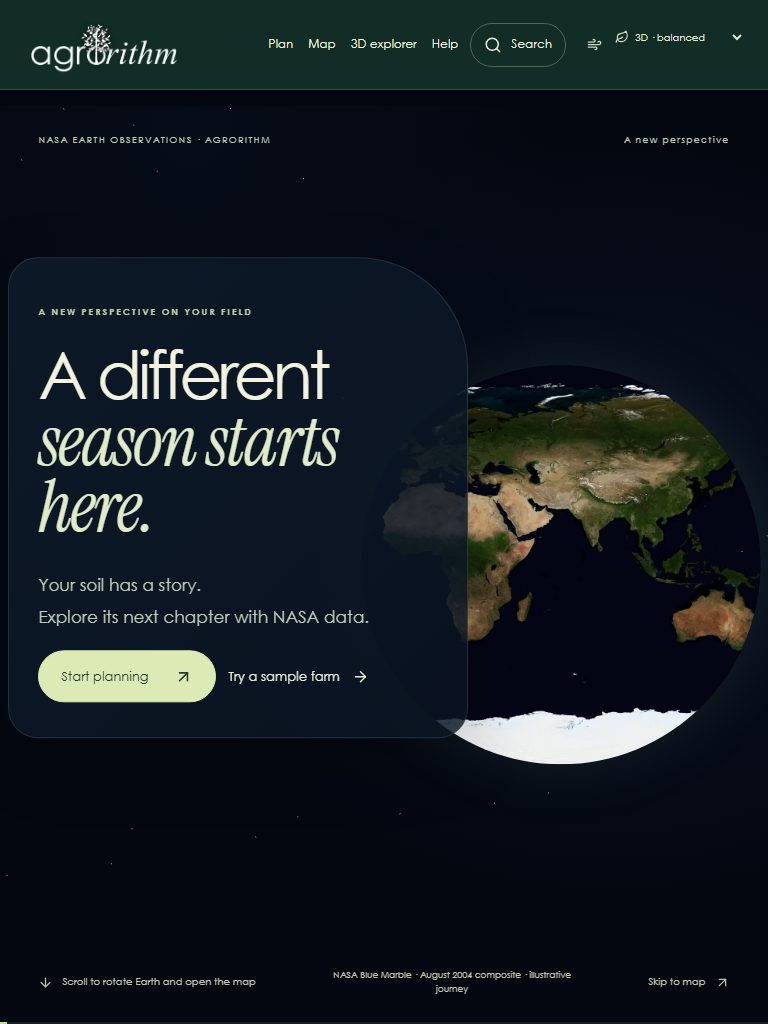 agrorithm
Plan
Map
3D explorer
Help
Search
3D · balanced
NASA EARTH OBSERVATIONS · AGRORITHM
A new perspective
A NEW PERSPECTIVE ON YOUR FIELD
A different
season starts
here.
Your soil has a story.
Explore its next chapter with NASA data.
Start planning
Try a sample farm
Scroll to rotate Earth and open the map
NASA Blue Marble · August 2004 composite · illustrative
journey
Skip to map